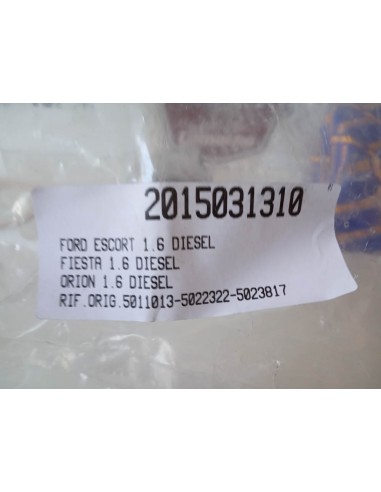 2015031310
FORD ESCORT 1.6 DIESEL
FIESTA 1.6 DIESEL
ORION 1.6 DIESEL
RIF.ORIG.5011013-5022322-5023817